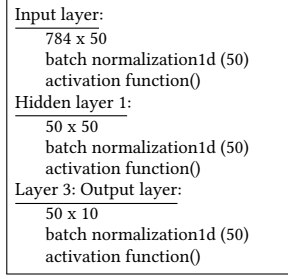 Input layer:
784 x 50
batch normalization1d (50)
activation function()
Hidden layer 1:
50 x 50
batch normalization1d (50)
activation function()
Layer 3: Output layer:
50 x 10
batch normalization1d (50)
activation function()